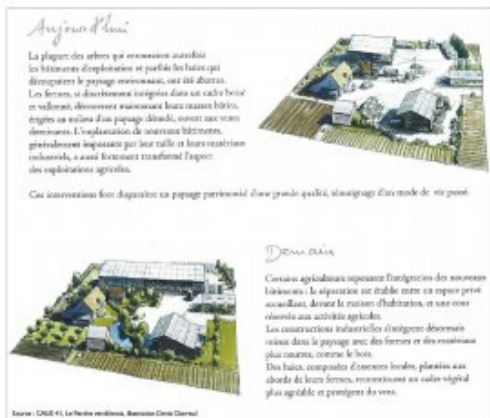 Aujourd'hui
La plupart des arbres qui entouraient autrefois
les bâtiments d'exploitation et parfois les haies qui
découpaient le paysage environnant, ont été abattus.
Les fermes, si discrètement intégrées dans un cadre boisé
et vallonné, découvrent maintenant leurs masses bâties,
érigées au milieu d'un paysage dénudé, ouvert aux vents
dominants. L'implantation de nouveaux bâtiments,
généralement imposants par leur taille et leurs matériaux
industriels, a aussi fortement transformé l'aspect
des exploitations agricoles.
Ces interventions font disparaître un paysage patrimonial d'une grande qualité, témoignage d'un mode de vie passé.
Demain
Certains agriculteurs repensent l'intégration des nouveaux
bâtiments : la séparation est établie entre un espace privé
accueillant, devant la maison d'habitation, et une cour
réservée aux activités agricoles.
Les constructions industrielles s'intègrent désormais
mieux dans le paysage avec des formes et des matériaux
plus neutres, comme le bois.
Des haies, composées d'essences locales, plantées aux
abords de leurs fermes, reconstituent un cadre végétal
plus agréable et protègent du vent.
Source : CAUE 41, Le Perche vendômois, illustration Denis